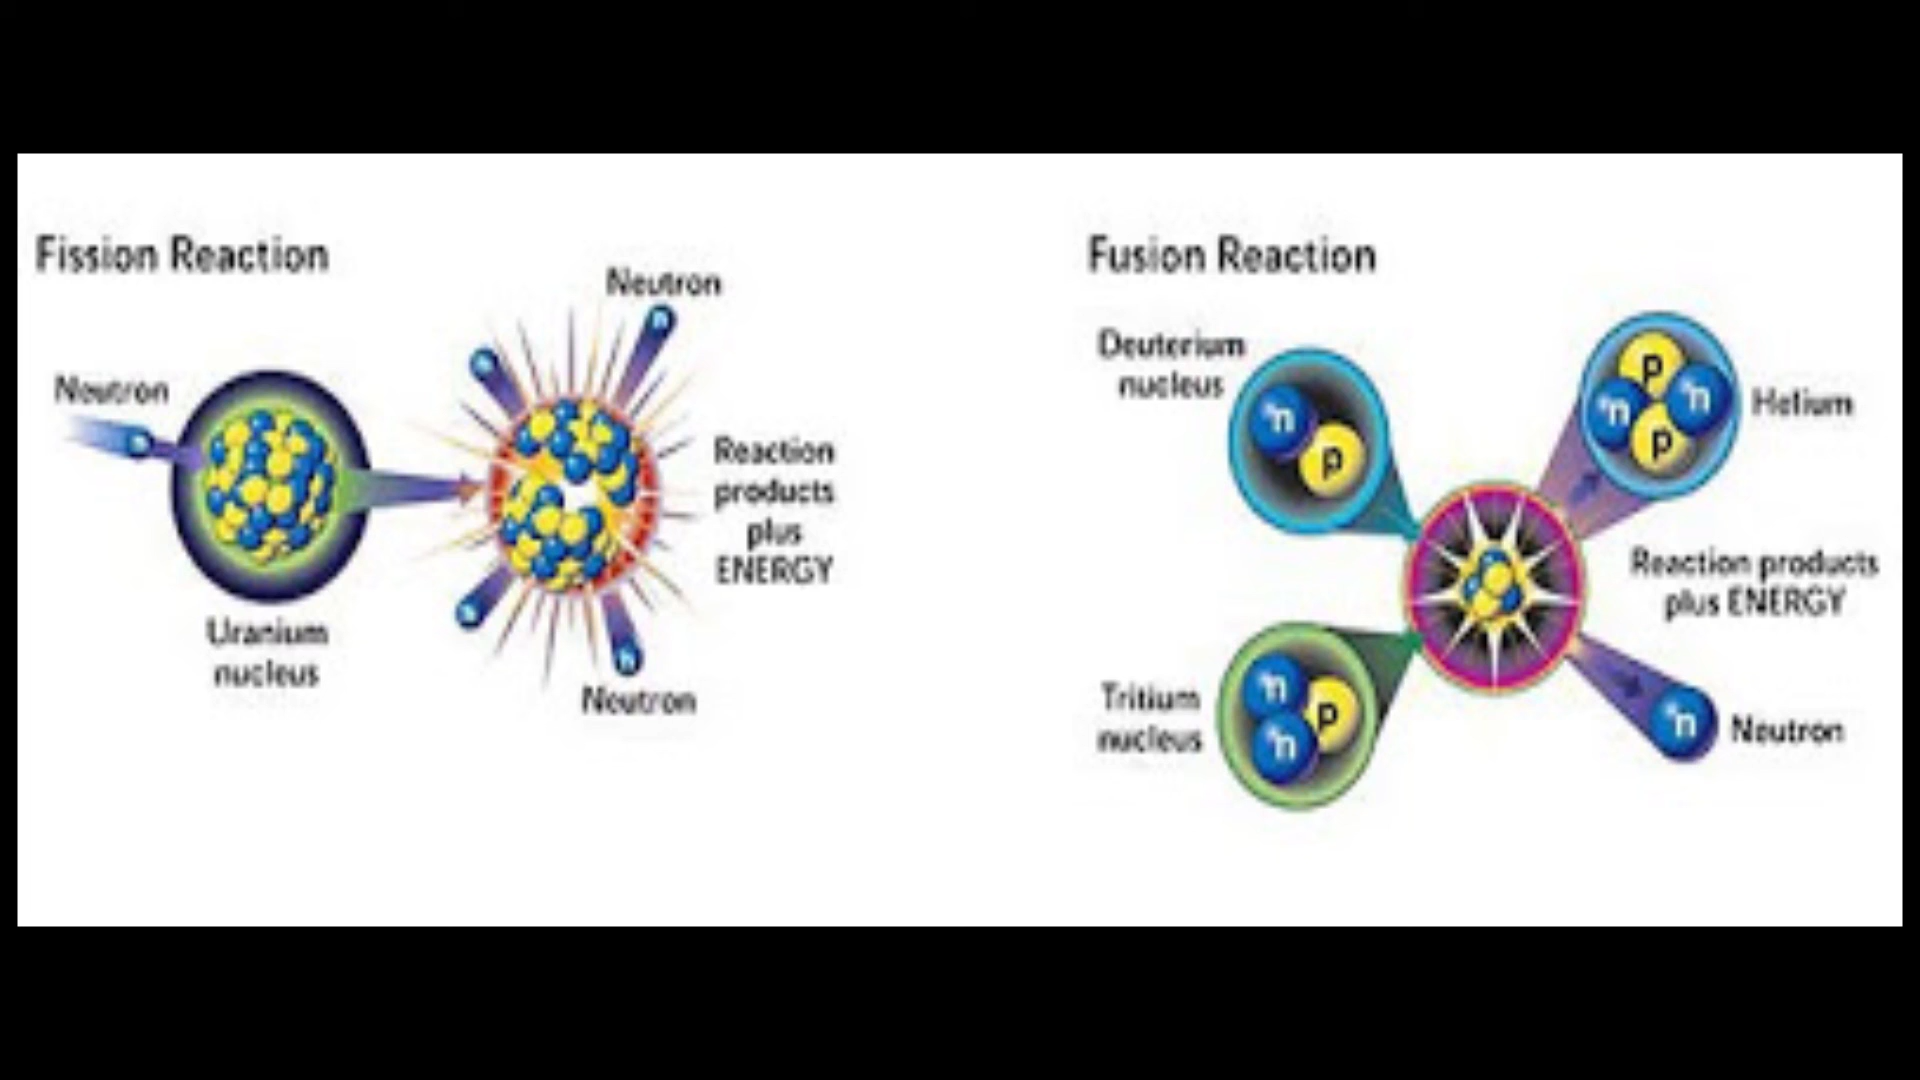 Fission Reaction
Neutron
Neutron
n
n
n
n
n
Uranium
nucleus
Reaction
products
plus
ENERGY
Neutron
Fusion Reaction
Deuterium
nucleus
n
p
Tritium
nucleus
n
p
n
p
n
n
p
Helium
Reaction products
plus ENERGY
n
Neutron